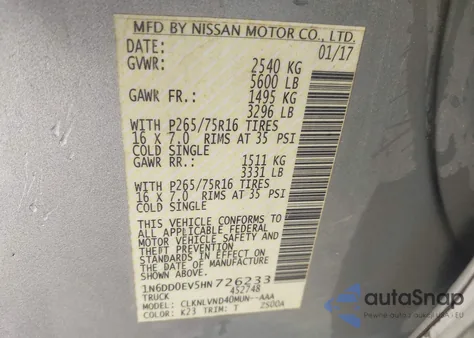 MFD BY NISSAN MOTOR CO., LTD.
DATE: 01/17
GVWR: 2540 KG
5600 LB
GAWR FR.: 1495 KG
3296 LB
WITH P265/75R16 TIRES
16 X 7.0 RIMS AT 35 PSI
COLD SINGLE
GAWR RR.: 1511 KG
3331 LB
WITH P265/75R16 TIRES
16 X 7.0 RIMS AT 35 PSI
COLD SINGLE
THIS VEHICLE CONFORMS TO
ALL APPLICABLE FEDERAL
MOTOR VEHICLE SAFETY
STANDARDS IN EFFECT ON
THE DATE OF MANUFACTURE
SHOWN ABOVE.
1N6DD0EV5HN726233
TRUCK 452748
MODEL: CLKNLVND40MUN--AAA
COLOR: K23 TRIM: T 2SD0A
autoSnap